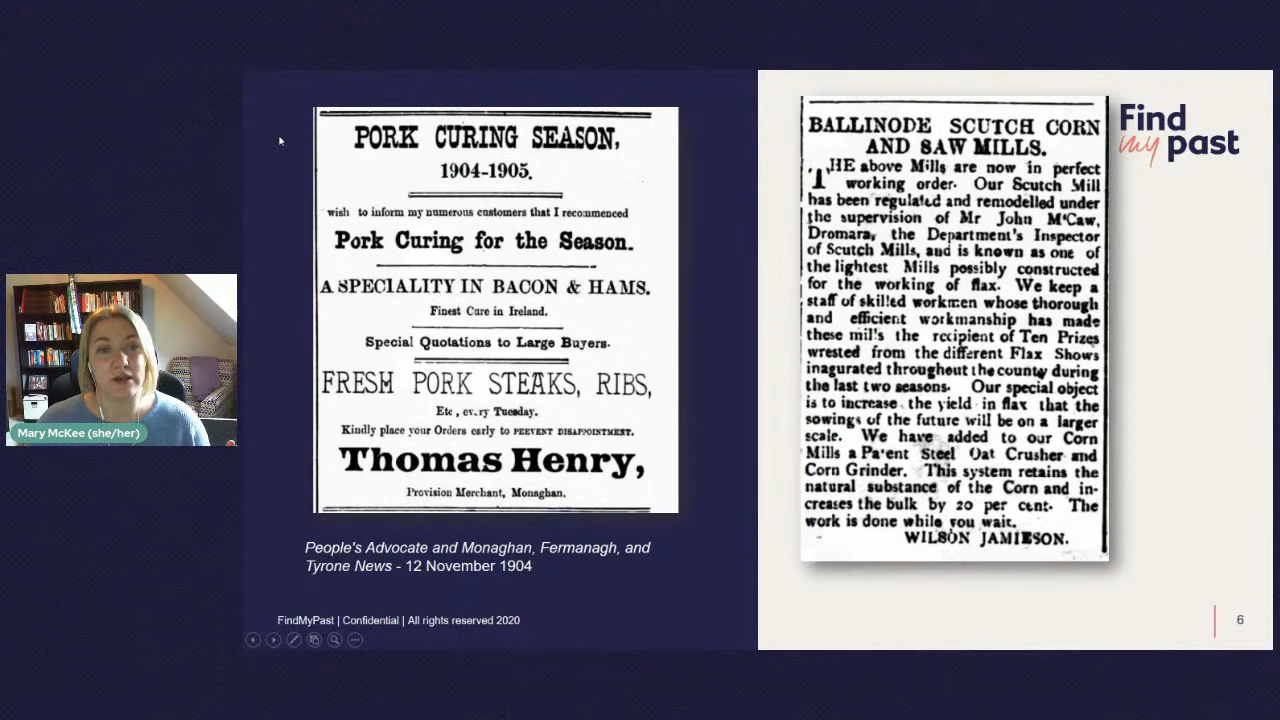 PORK CURING SEASON,
1904-1905.
wish to inform my numerous customers that I recommenced
Pork Curing for the Season.
A SPECIALITY IN BACON & HAMS.
Finest Cure in Ireland.
Special Quotations to Large Buyers.
FRESH PORK STEAKS, RIBS,
Etc, every Tuesday.
Kindly place your Orders early to PREVENT DISAPPOINTMENT.
Thomas Henry,
Provision Merchant, Monaghan.
People's Advocate and Monaghan, Fermanagh, and
Tyrone News - 12 November 1904
FindMyPast | Confidential | All rights reserved 2020
BALLINODE SCUTCH CORN
AND SAW MILLS.
THE above Mills are now in perfect
working order. Our Scutch Mill
has been regulated and remodelled under
the supervision of Mr John M'Caw,
Dromara, the Department's Inspector
of Scutch Mills, and is known as one of
the lightest Mills possibly constructed
for the working of flax. We keep a
staff of skilled workmen whose thorough
and efficient workmanship has made
these mil's the recipient of Ten Prizes
wrested from the different Flax Shows
inagurated throughout the county during
the last two seasons. Our special object
is to increase the yield in flax that the
sowings of the future will be on a larger
scale. We have added to our Corn
Mills a Patent Steel Oat Crusher and
Corn Grinder. This system retains the
natural substance of the Corn and in-
creases the bulk by 20 per cent. The
work is done while you wait.
WILSON JAMIESON.
Find
my past
6
Mary McKee (she/her)